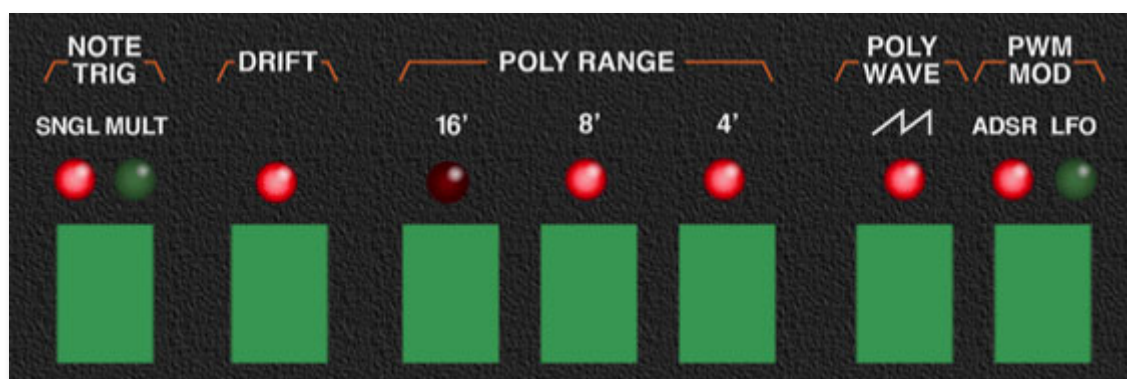 NOTE
TRIG
SNGL MULT
DRIFT
POLY RANGE
16' 8' 4'
POLY
WAVE
PWM
MOD
ADSR LFO